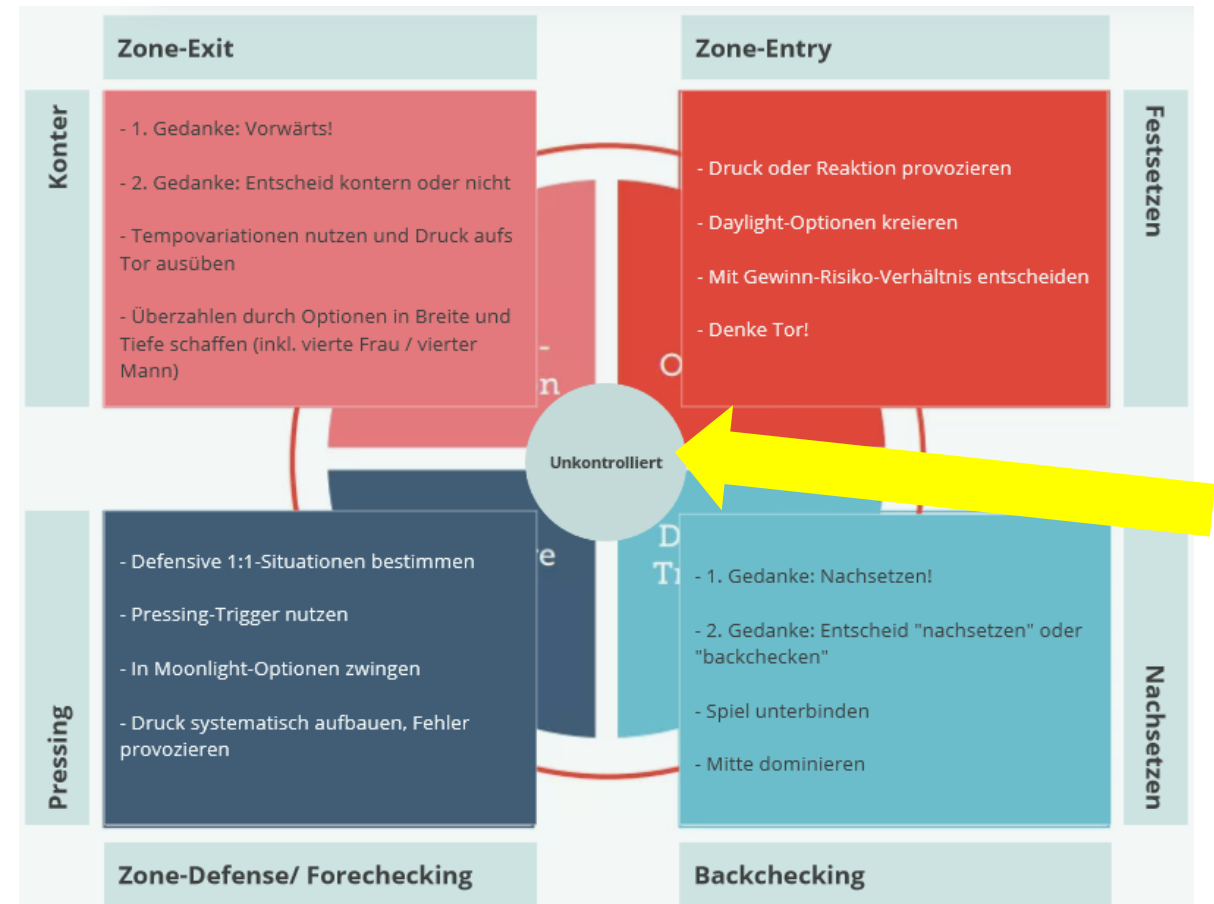 Zone-Exit
Zone-Entry
Konter
- 1. Gedanke: Vorwärts!
- 2. Gedanke: Entscheid kontern oder nicht
- Tempovariationen nutzen und Druck aufs
Tor ausüben
- Überzahlen durch Optionen in Breite und
Tiefe schaffen (inkl. vierte Frau / vierter
Mann)
- Druck oder Reaktion provozieren
- Daylight-Optionen kreieren
- Mit Gewinn-Risiko-Verhältnis entscheiden
- Denke Tor!
Festsetzen
Unkontrolliert
Pressing
- Defensive 1:1-Situationen bestimmen
- Pressing-Trigger nutzen
- In Moonlight-Optionen zwingen
- Druck systematisch aufbauen, Fehler
provozieren
- 1. Gedanke: Nachsetzen!
- 2. Gedanke: Entscheid "nachsetzen" oder
"backchecken"
- Spiel unterbinden
- Mitte dominieren
Nachsetzen
Zone-Defense/ Forechecking
Backchecking